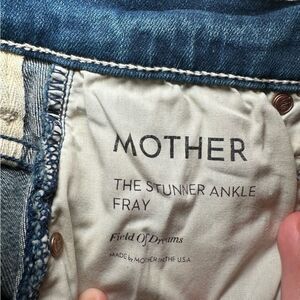 MOTHER
THE STUNNER ANKLE
FRAY
Field Of Dreams
MADE by MOTHER IN THE U.S.A